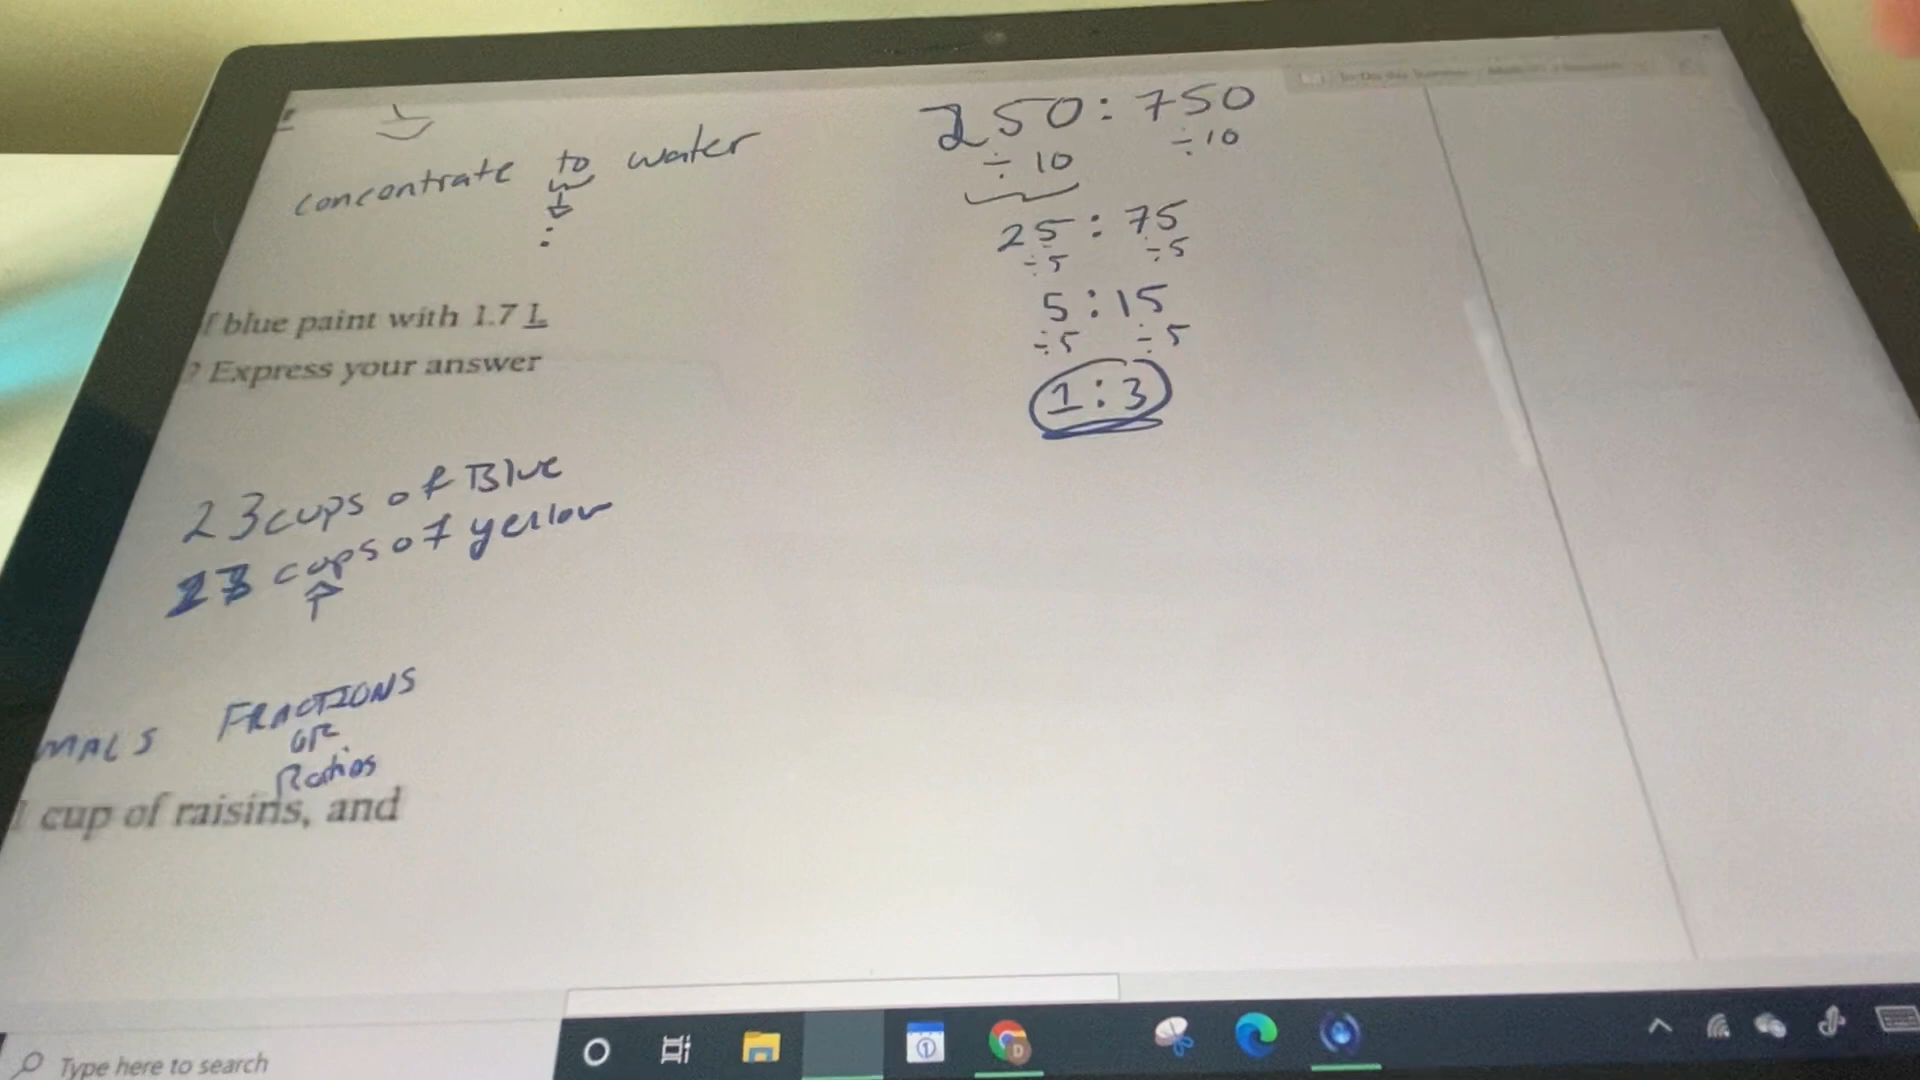 concentrate to water
:
250 : 750
÷ 10 ÷ 10
25 : 75
÷5 ÷5
5 : 15
÷5 ÷5
1 : 3
f blue paint with 1.7 L
? Express your answer
23 cups of Blue
cups of yellow
MALS FRACTIONS
or
Ratios
1 cup of raisins, and
Type here to search